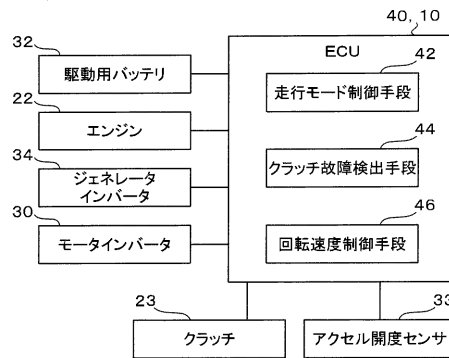 40, 10
ECU
32
駆動用バッテリ
42
走行モード制御手段
22
エンジン
44
クラッチ故障検出手段
34
ジェネレータ
インバータ
46
回転速度制御手段
30
モータインバータ
23
クラッチ
33
アクセル開度センサ